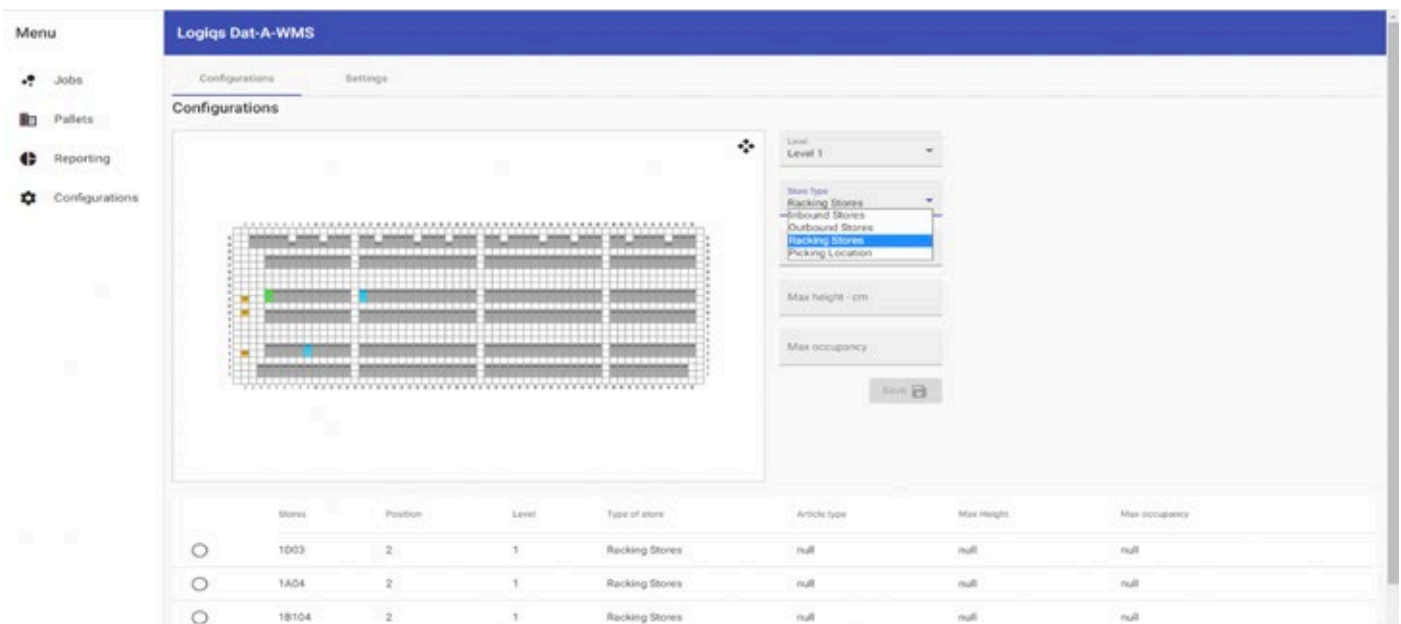 Menu
Logiqs Dat-A-WMS
Jobs
Configurations
Settings
Configurations
Pallets
Level
Level 1
Reporting
Configurations
Store Type
Racking Stores
Inbound Stores
Outbound Stores
Racking Stores
Picking Location
Max height - cm
Max occupancy
Save
Stores Position Level Type of store Article type Max Height Max occupancy
1D03 2 1 Racking Stores null null null
1A04 2 1 Racking Stores null null null
1B104 2 1 Racking Stores null null null